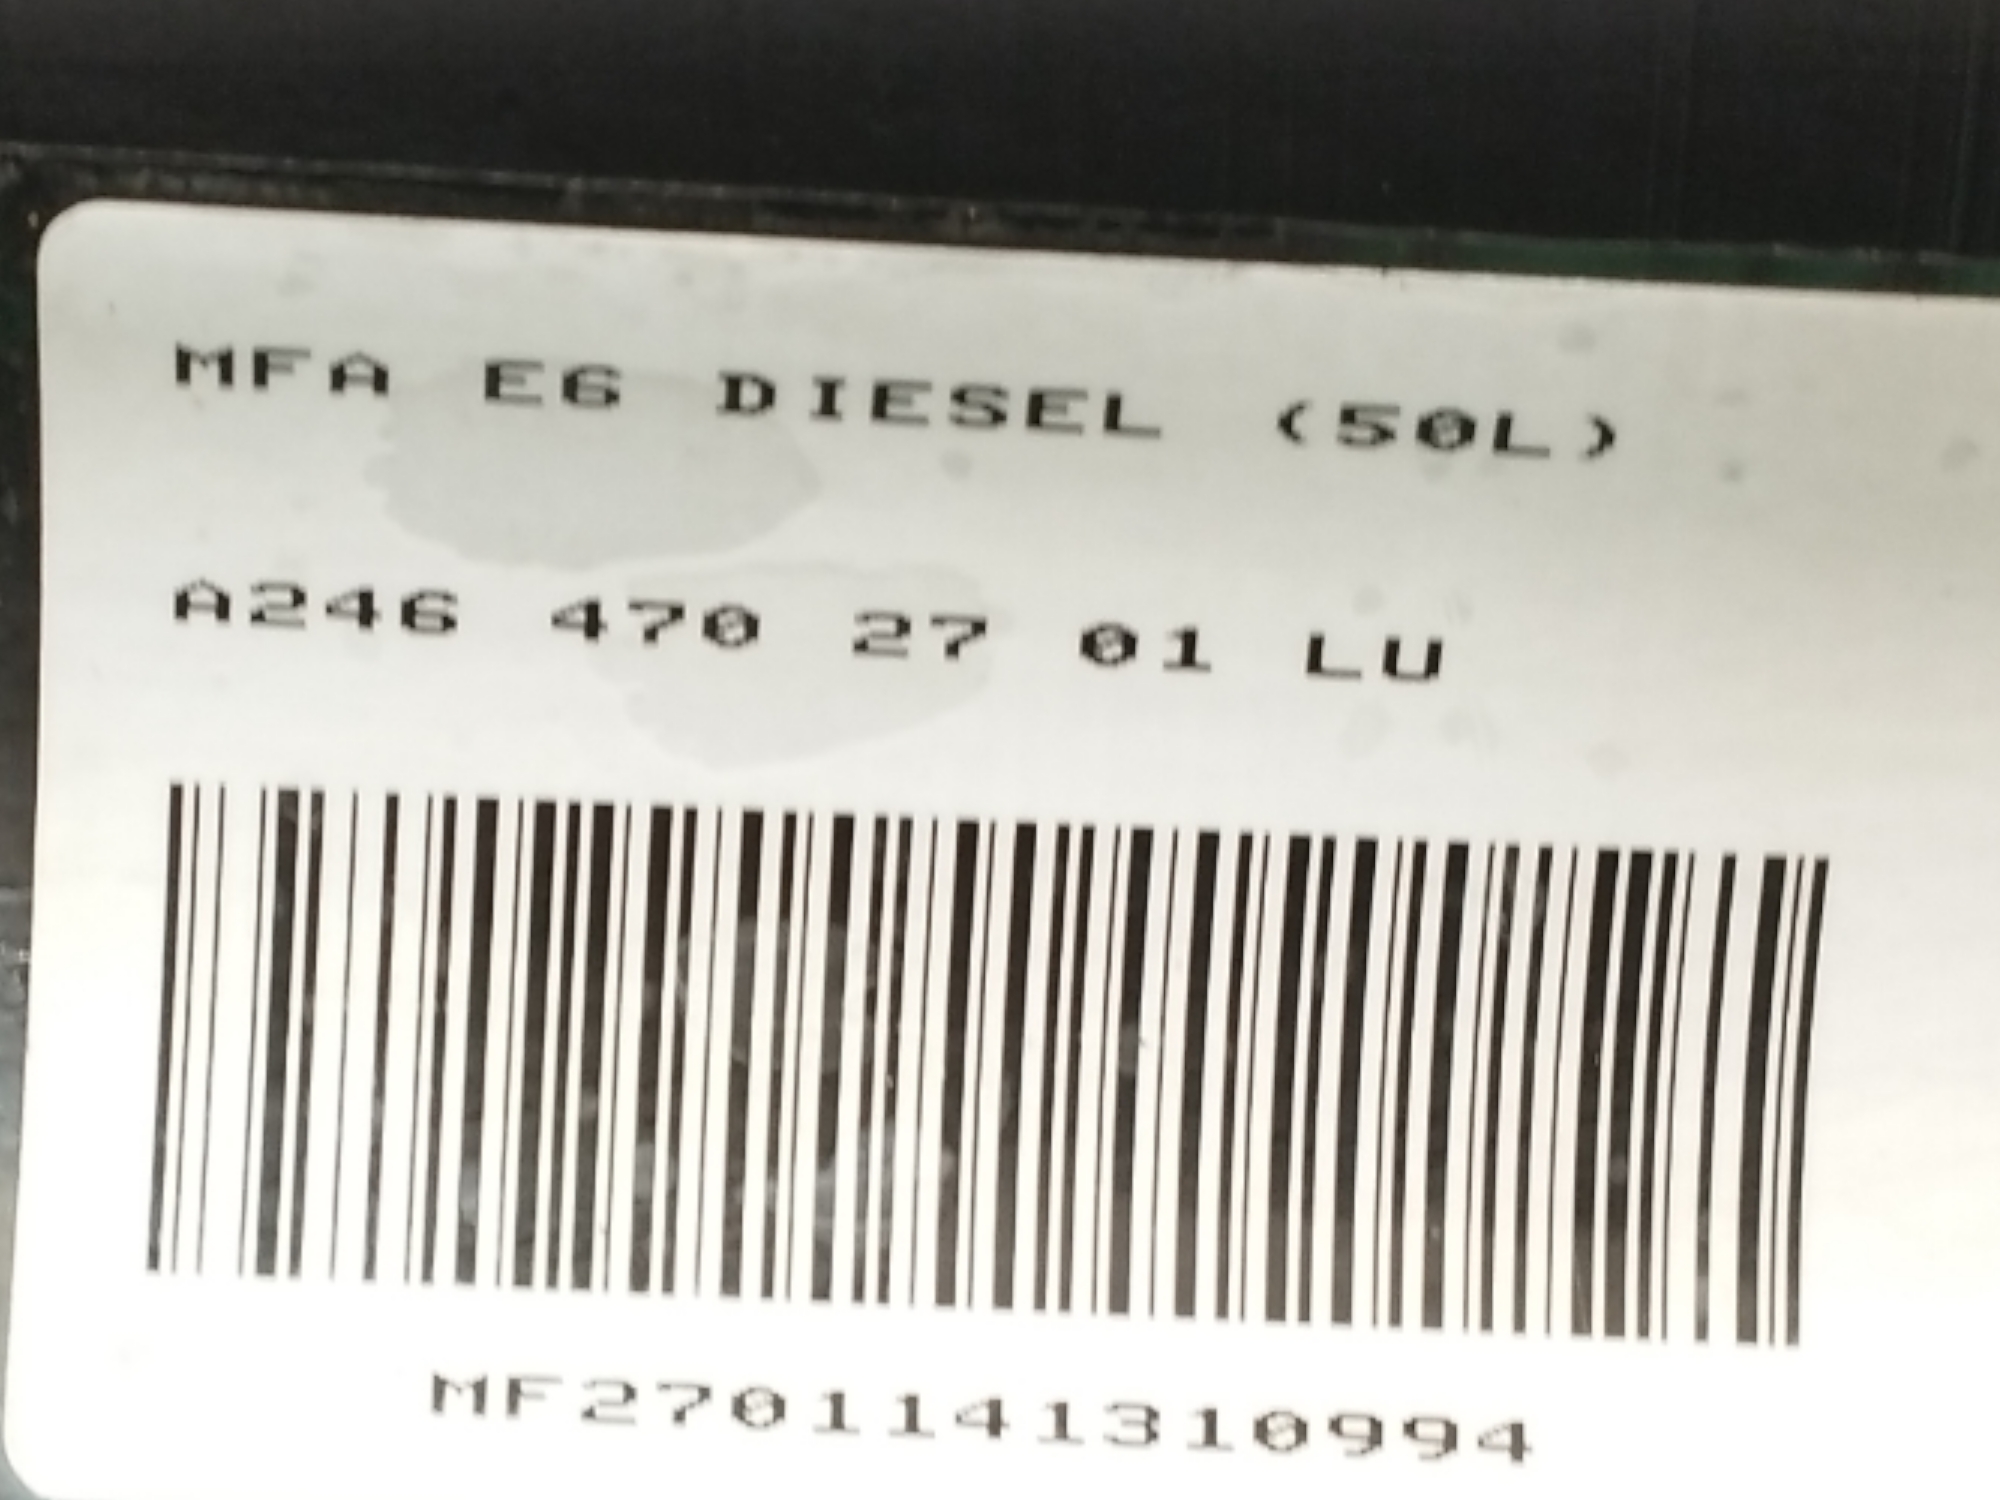 MFA E6 DIESEL (50L)
A246 470 27 01 LU
MF2701141310994